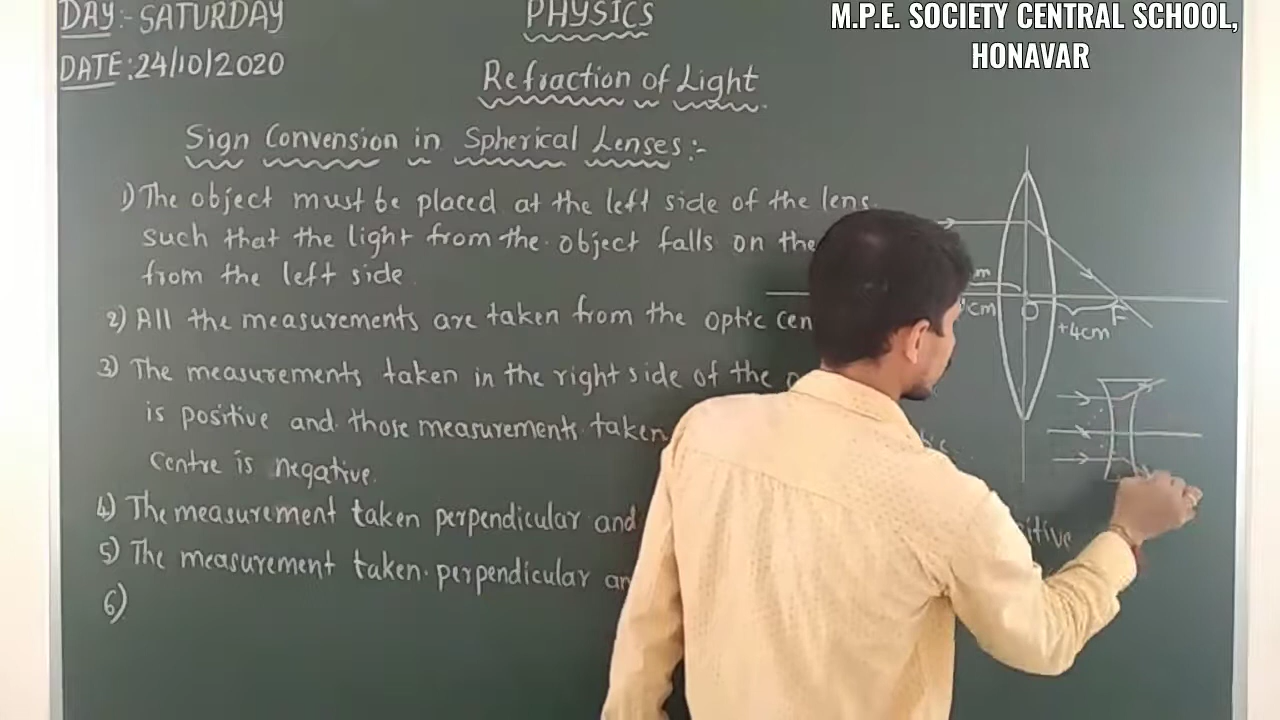 DAY:- SATURDAY
DATE:24/10/2020
PHYSICS
M.P.E. SOCIETY CENTRAL SCHOOL,
HONAVAR
Refraction of Light
Sign Convension in Spherical Lenses:-
1) The object must be placed at the left side of the lens
such that the light from the object falls on the
from the left side.
2) All the measurements are taken from the optic cen
3) The measurements taken in the right side of the
is positive and those measurements taken
centre is negative.
4) The measurement taken perpendicular and
5) The measurement taken perpendicular an
6)
O
F
+4cm